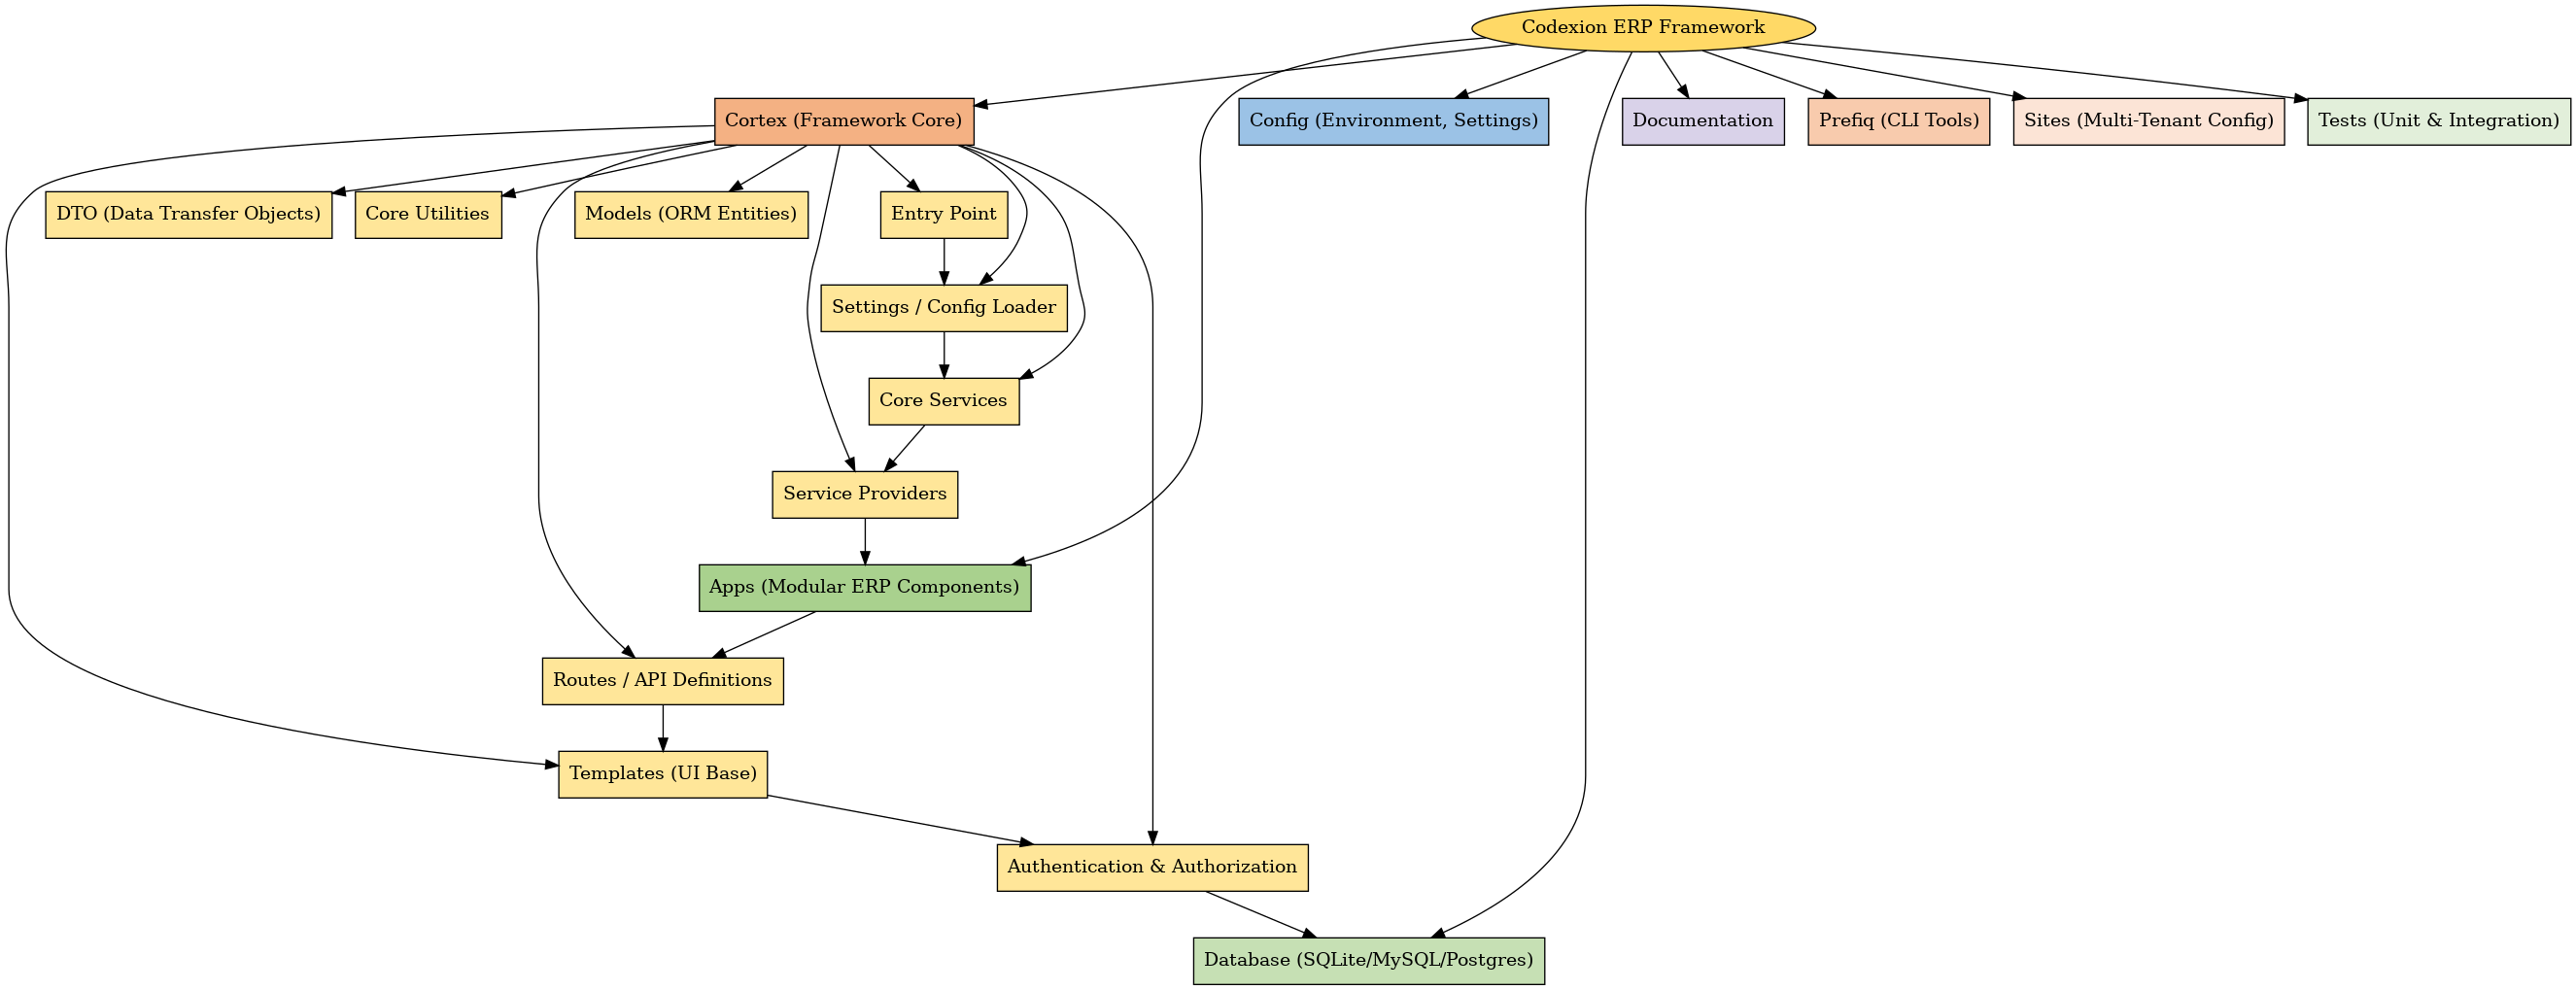 Codexion ERP Framework
Cortex (Framework Core)
Config (Environment, Settings)
Documentation
Prefiq (CLI Tools)
Sites (Multi-Tenant Config)
Tests (Unit & Integration)
DTO (Data Transfer Objects)
Core Utilities
Models (ORM Entities)
Entry Point
Settings / Config Loader
Core Services
Service Providers
Apps (Modular ERP Components)
Routes / API Definitions
Templates (UI Base)
Authentication & Authorization
Database (SQLite/MySQL/Postgres)